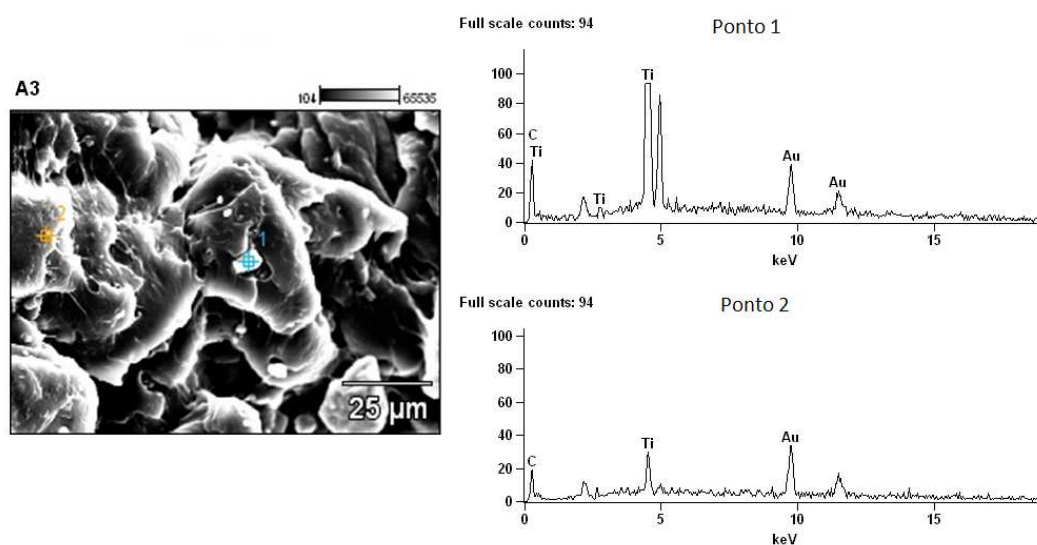 A3
104 65535
2
1
25 µm
Full scale counts: 94 Ponto 1
100
80
60
40
20
0
C
Ti
Ti
Ti
Au
Au
0 5 10 15
keV
Full scale counts: 94 Ponto 2
100
80
60
40
20
0
C
Ti
Au
0 5 10 15
keV